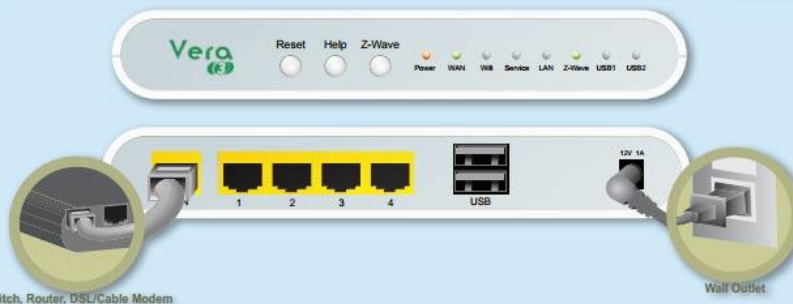 Vera
3
Reset Help Z-Wave
Power WAN Wifi Service LAN Z-Wave USB1 USB2
12V 1A
1 2 3 4
USB
Router, DSL/Cable Modem
Wall Outlet